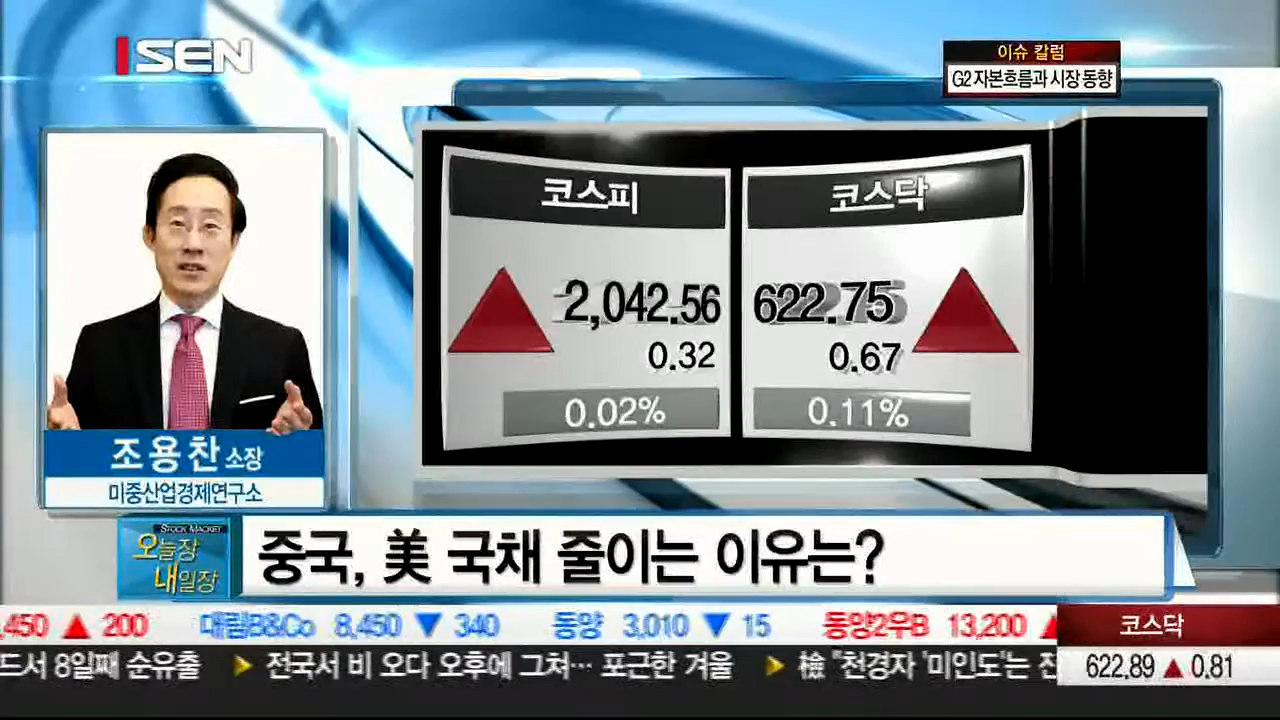 SEN
이슈 칼럼
G2 자본흐름과 시장 동향
코스피
2,042.56
0.32
0.02%
코스닥
622.75
0.67
0.11%
조용찬 소장
미중산업경제연구소
STOCK MARKET
오늘장
내일장
중국, 美 국채 줄이는 이유는?
,450 ▲ 200 대림B&Co 8,450 ▼ 340 동양 3,010 ▼ 15 동양2우B 13,200 ▲
코스닥
드서 8일째 순유출 ▶ 전국서 비 오다 오후에 그쳐… 포근한 겨울 ▶ 檢 "천경자 '미인도'는 진
622.89 ▲ 0.81